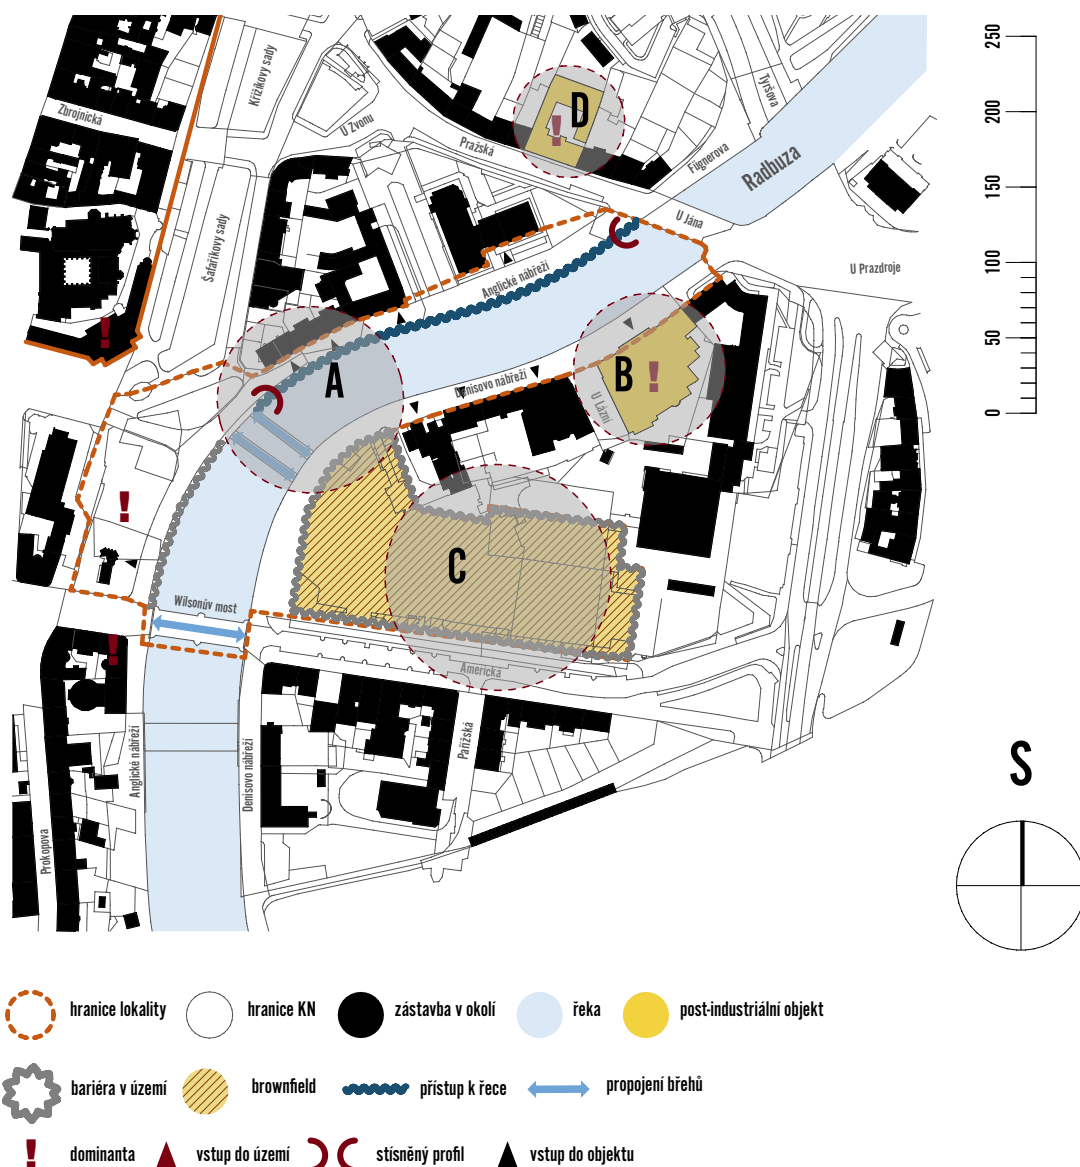 Zbrojnická
Křižíkovy sady
U Zvonu
Pražská
Tyršova
Fügnerova
Radbuza
U Jána
U Prazdroje
Šafaříkovy sady
Anglické nábřeží
Denisovo nábřeží
U Lázní
A
B
C
D
!
!
!
!
!
Wilsonův most
Americká
Pařížská
Anglické nábřeží
Denisovo nábřeží
Prokopova
250
200
150
100
50
0
S
hranice lokality hranice KN zástavba v okolí řeka post-industriální objekt
bariéra v území brownfield přístup k řece propojení břehů
! dominanta vstup do území stísněný profil vstup do objektu